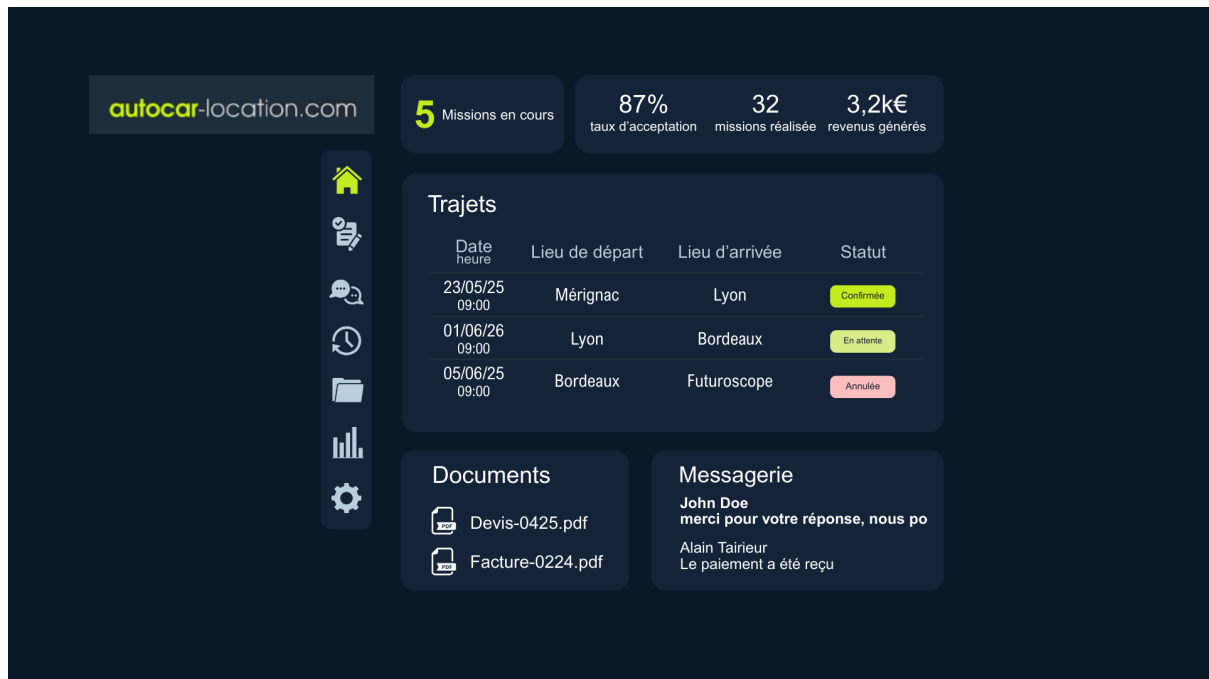 autocar-location.com
5 Missions en cours
87% 32 3,2k€
taux d'acceptation missions réalisée revenus générés
Trajets
Date Lieu de départ Lieu d'arrivée Statut
heure
23/05/25 Mérignac Lyon Confirmée
09:00
01/06/26 Lyon Bordeaux En attente
09:00
05/06/25 Bordeaux Futuroscope Annulée
09:00
Documents
PDF Devis-0425.pdf
PDF Facture-0224.pdf
Messagerie
John Doe
merci pour votre réponse, nous po
Alain Tairieur
Le paiement a été reçu